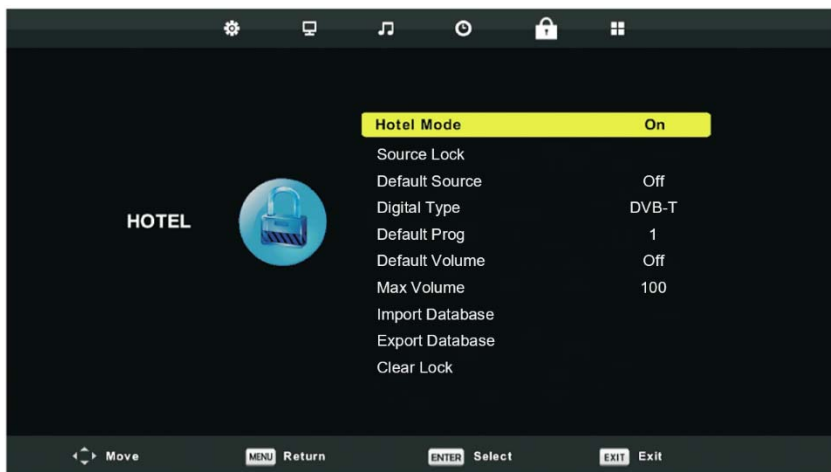 Hotel Mode On
Source Lock
Default Source Off
Digital Type DVB-T
HOTEL
Default Prog 1
Default Volume Off
Max Volume 100
Import Database
Export Database
Clear Lock
Move MENU Return ENTER Select EXIT Exit